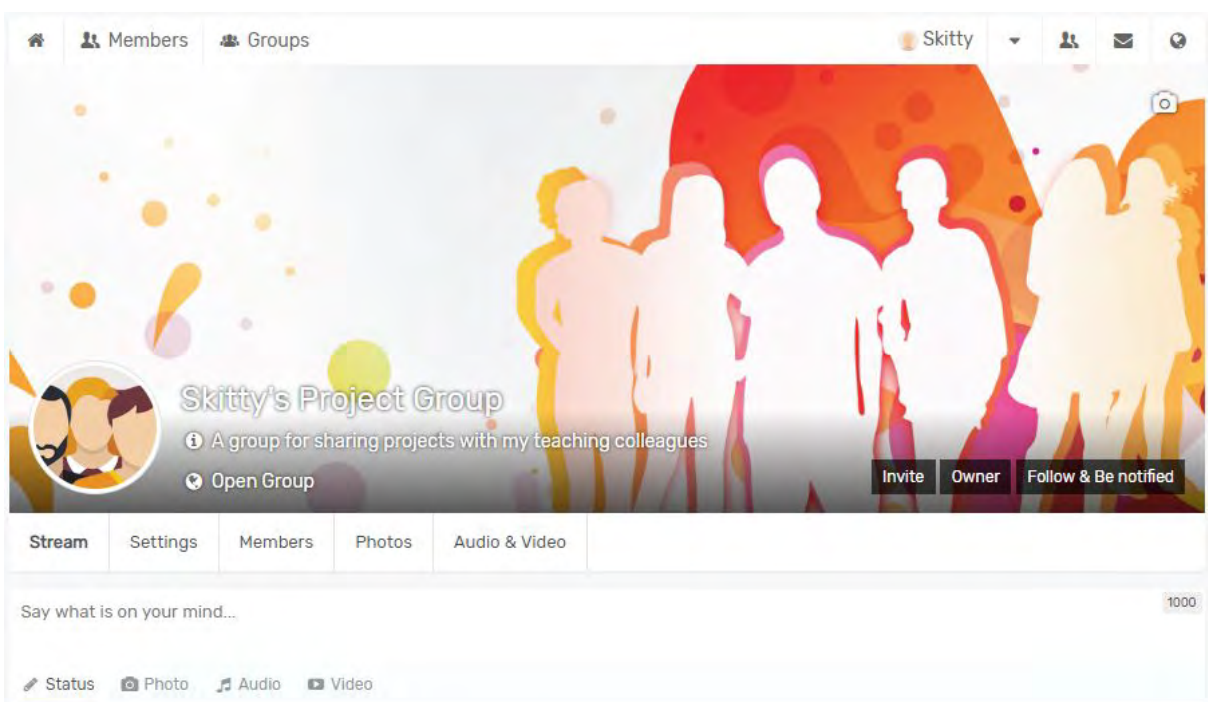 Members Groups Skitty
Skitty's Project Group
A group for sharing projects with my teaching colleagues
Open Group
Invite Owner Follow & Be notified
Stream Settings Members Photos Audio & Video
Say what is on your mind...
1000
Status Photo Audio Video